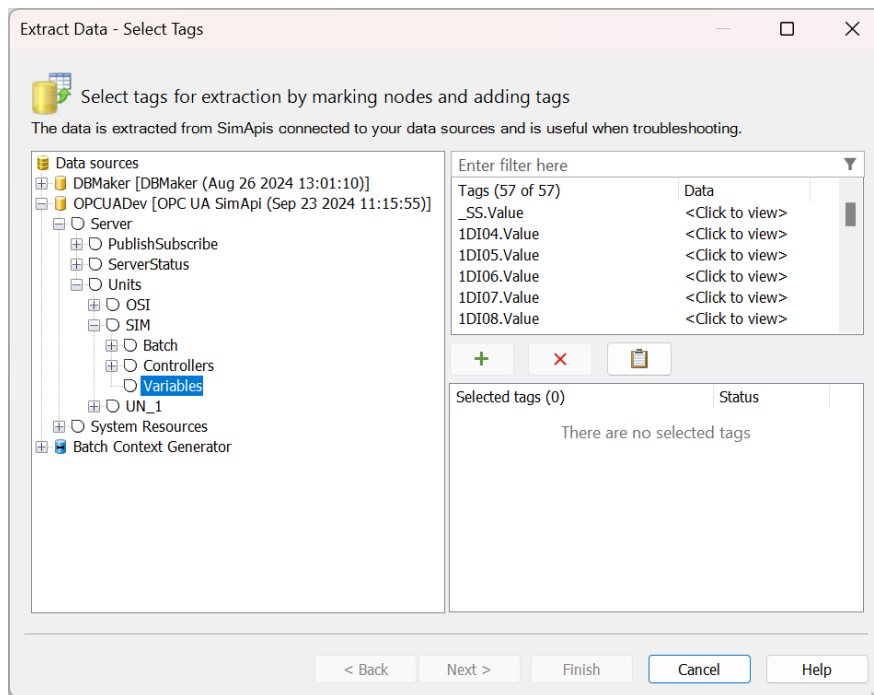 Extract Data - Select Tags
Select tags for extraction by marking nodes and adding tags
The data is extracted from SimApis connected to your data sources and is useful when troubleshooting.
Data sources
DBMaker [DBMaker (Aug 26 2024 13:01:10)]
OPCUADev [OPC UA SimApi (Sep 23 2024 11:15:55)]
Server
PublishSubscribe
ServerStatus
Units
OSI
SIM
Batch
Controllers
Variables
UN_1
System Resources
Batch Context Generator
Enter filter here
Tags (57 of 57) Data
_SS.Value <Click to view>
1DI04.Value <Click to view>
1DI05.Value <Click to view>
1DI06.Value <Click to view>
1DI07.Value <Click to view>
1DI08.Value <Click to view>
Selected tags (0) Status
There are no selected tags
< Back Next > Finish Cancel Help